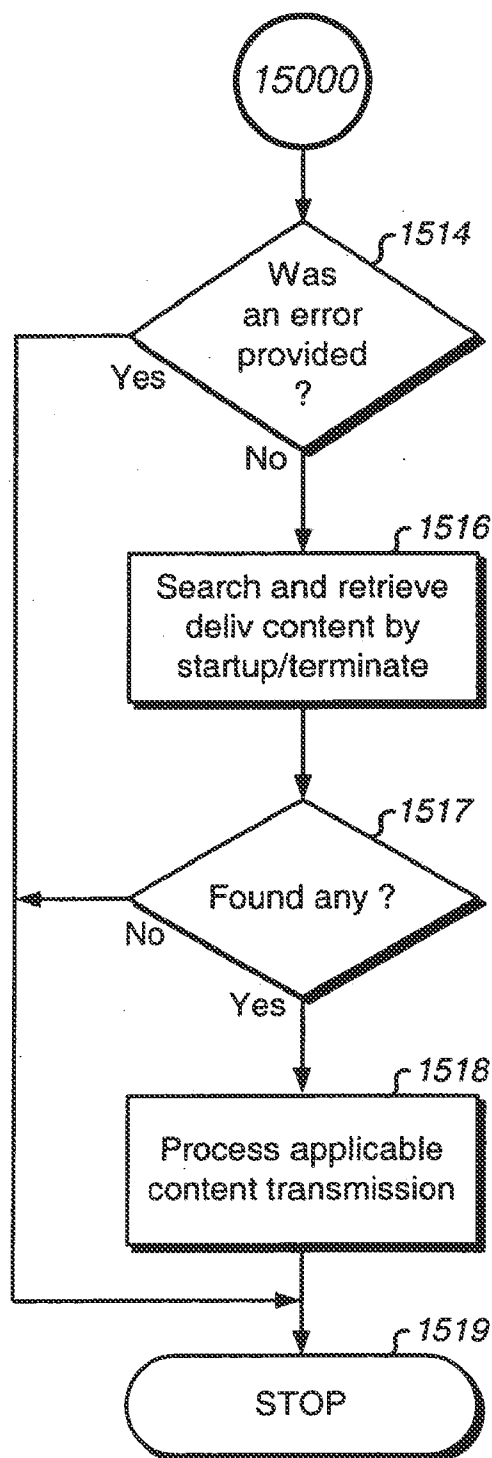 15000
1514
Was
an error
provided
?
Yes
No
1516
Search and retrieve
deliv content by
startup/terminate
1517
Found any ?
No
Yes
1518
Process applicable
content transmission
1519
STOP